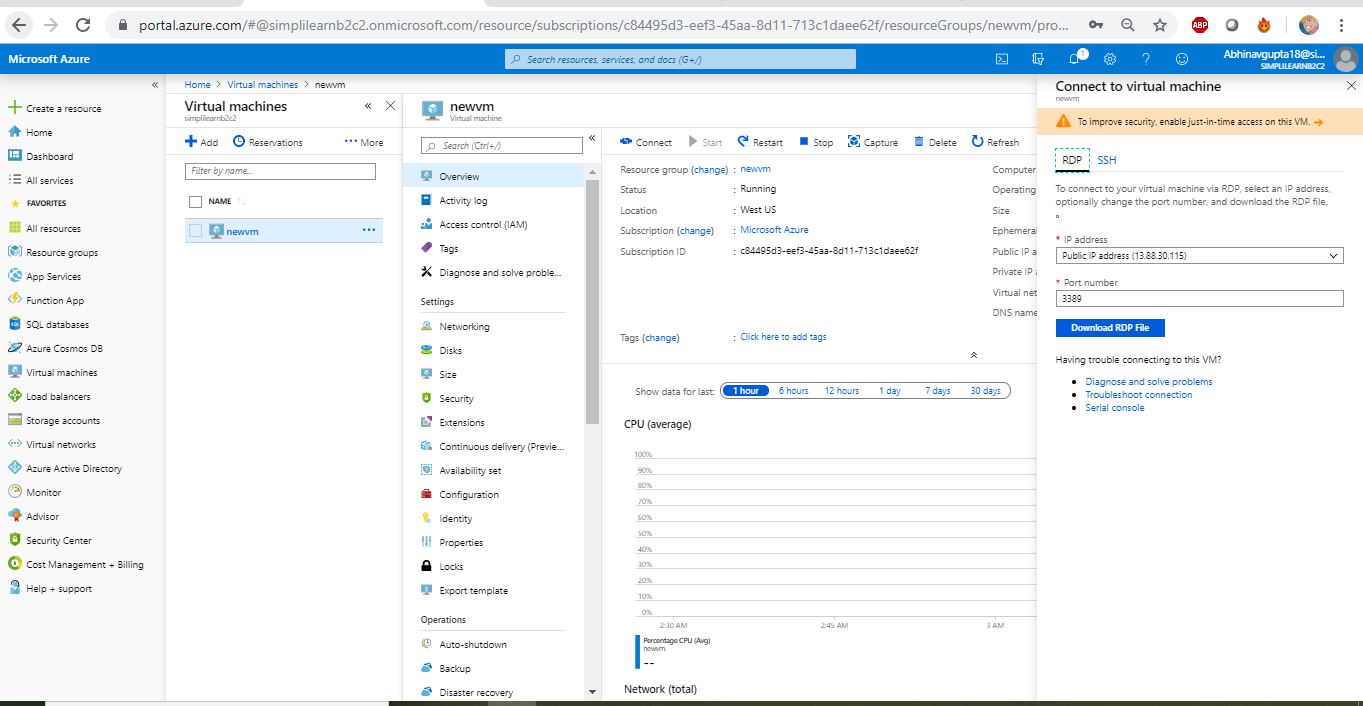 portal.azure.com/#@simplilearnb2c2.onmicrosoft.com/resource/subscriptions/c84495d3-eef3-45aa-8d11-713c1daee62f/resourceGroups/newvm/pro...
ABP
Microsoft Azure
Search resources, services, and docs (G+/)
1
Abhinavgupta18@si...
SIMPLILEARNB2C2
Create a resource
Home
Dashboard
All services
FAVORITES
All resources
Resource groups
App Services
Function App
SQL databases
Azure Cosmos DB
Virtual machines
Load balancers
Storage accounts
Virtual networks
Azure Active Directory
Monitor
Advisor
Security Center
Cost Management + Billing
Help + support
Home > Virtual machines > newvm
Virtual machines
simplilearnb2c2
Add Reservations ••• More
Filter by name...
NAME
newvm •••
newvm
Virtual machine
Search (Ctrl+/)
Overview
Activity log
Access control (IAM)
Tags
Diagnose and solve proble...
Settings
Networking
Disks
Size
Security
Extensions
Continuous delivery (Previe...
Availability set
Configuration
Identity
Properties
Locks
Export template
Operations
Auto-shutdown
Backup
Disaster recovery
Connect Start Restart Stop Capture Delete Refresh
Resource group (change) : newvm
Status : Running
Location : West US
Subscription (change) : Microsoft Azure
Subscription ID : c84495d3-eef3-45aa-8d11-713c1daee62f
Computer
Operating
Size
Ephemeral
Public IP a
Private IP a
Virtual net
DNS name
Tags (change) : Click here to add tags
Show data for last: 1 hour 6 hours 12 hours 1 day 7 days 30 days
CPU (average)
100%
90%
80%
70%
60%
50%
40%
30%
20%
10%
0%
2:30 AM 2:45 AM 3 AM
Percentage CPU (Avg)
newvm
--
Network (total)
Connect to virtual machine
newvm
To improve security, enable just-in-time access on this VM. →
RDP SSH
To connect to your virtual machine via RDP, select an IP address,
optionally change the port number, and download the RDP file.
* IP address
Public IP address (13.88.30.115)
* Port number
3389
Download RDP File
Having trouble connecting to this VM?
• Diagnose and solve problems
• Troubleshoot connection
• Serial console